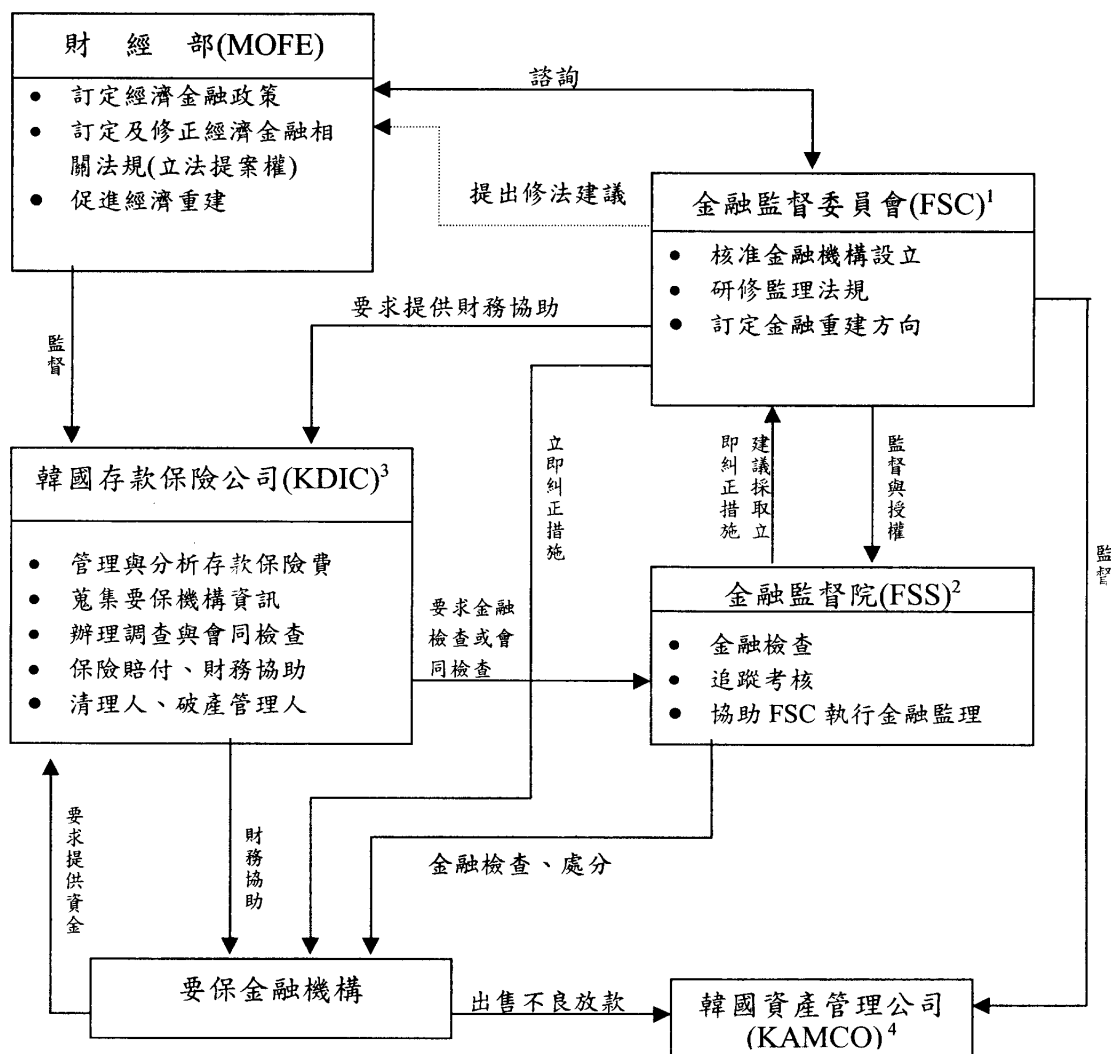 財 經 部(MOFE)
● 訂定經濟金融政策
● 訂定及修正經濟金融相
關法規(立法提案權)
● 促進經濟重建
諮詢
提出修法建議
金融監督委員會(FSC)1
● 核准金融機構設立
● 研修監理法規
● 訂定金融重建方向
要求提供財務協助
監督
韓國存款保險公司(KDIC)3
● 管理與分析存款保險費
● 蒐集要保機構資訊
● 辦理調查與會同檢查
● 保險賠付、財務協助
● 清理人、破產管理人
立即糾正措施
建議採取立
即糾正措施
監督與授權
監督
要求金融
檢查或會
同檢查
金融監督院(FSS)2
● 金融檢查
● 追蹤考核
● 協助 FSC 執行金融監理
要求提供資金
財務協助
金融檢查、處分
要保金融機構
出售不良放款
韓國資產管理公司
(KAMCO)4